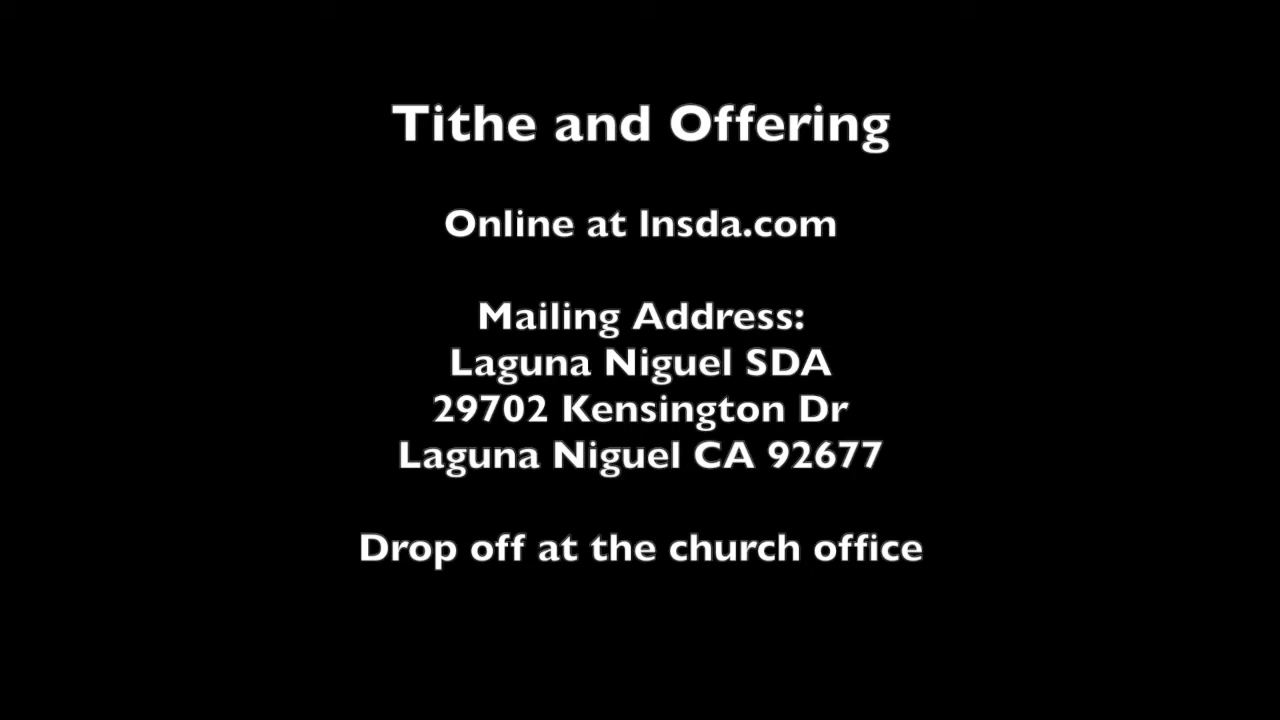 Tithe and Offering
Online at lnsda.com
Mailing Address:
Laguna Niguel SDA
29702 Kensington Dr
Laguna Niguel CA 92677
Drop off at the church office